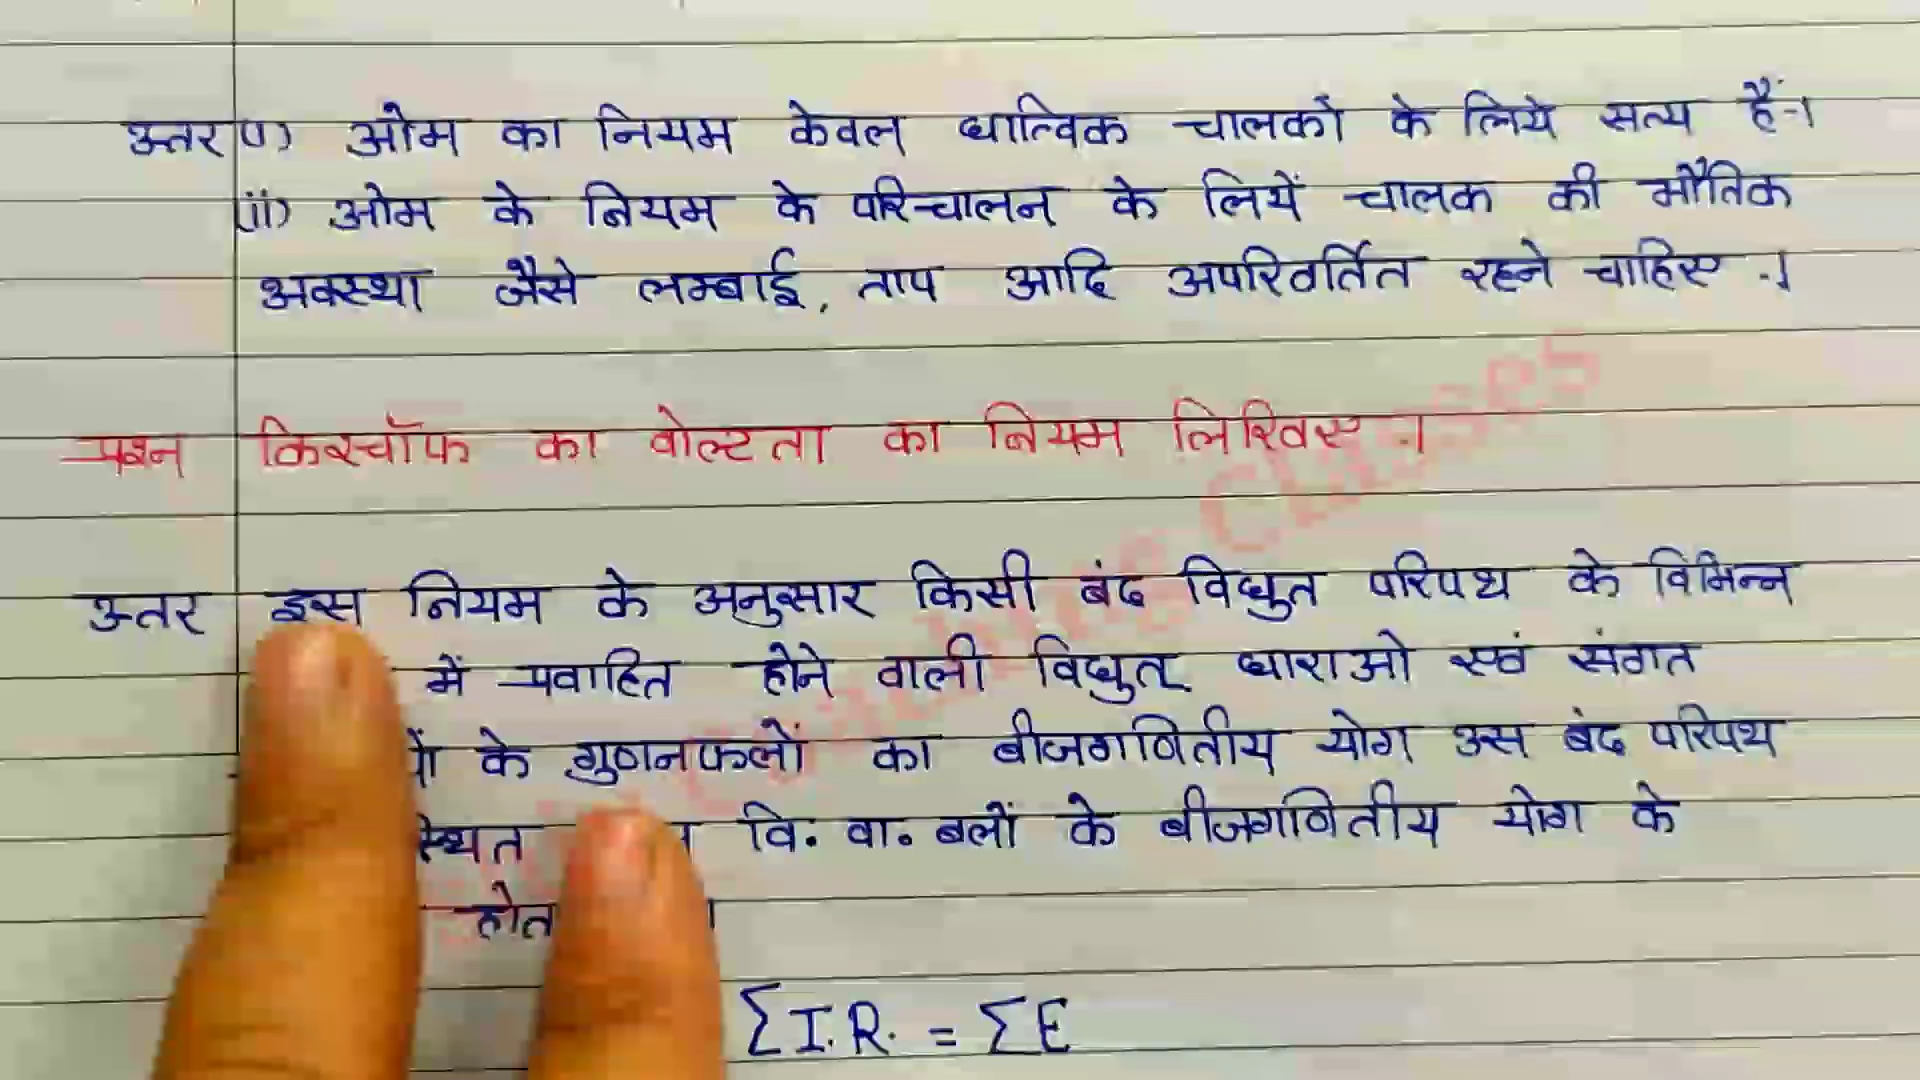 उत्तर (i) ओम का नियम केवल धात्विक चालकों के लिये सत्य हैं।
(ii) ओम के नियम के परिचालन के लियें चालक की भौतिक
अवस्था जैसे लम्बाई, ताप आदि अपरिवर्तित रहने चाहिए ।
प्रश्न किरचॉफ का वोल्टता का नियम लिखिए ।
उत्तर इस नियम के अनुसार किसी बंद विद्युत परिपथ के विभिन्न
में प्रवाहित होने वाली विद्युत् धाराओ एवं संगत
के गुणनफलों का बीजगणितीय योग उस बंद परिपथ
वि. वा. बलों के बीजगणितीय योग के
ΣI.R. = ΣE
Coaching Classes